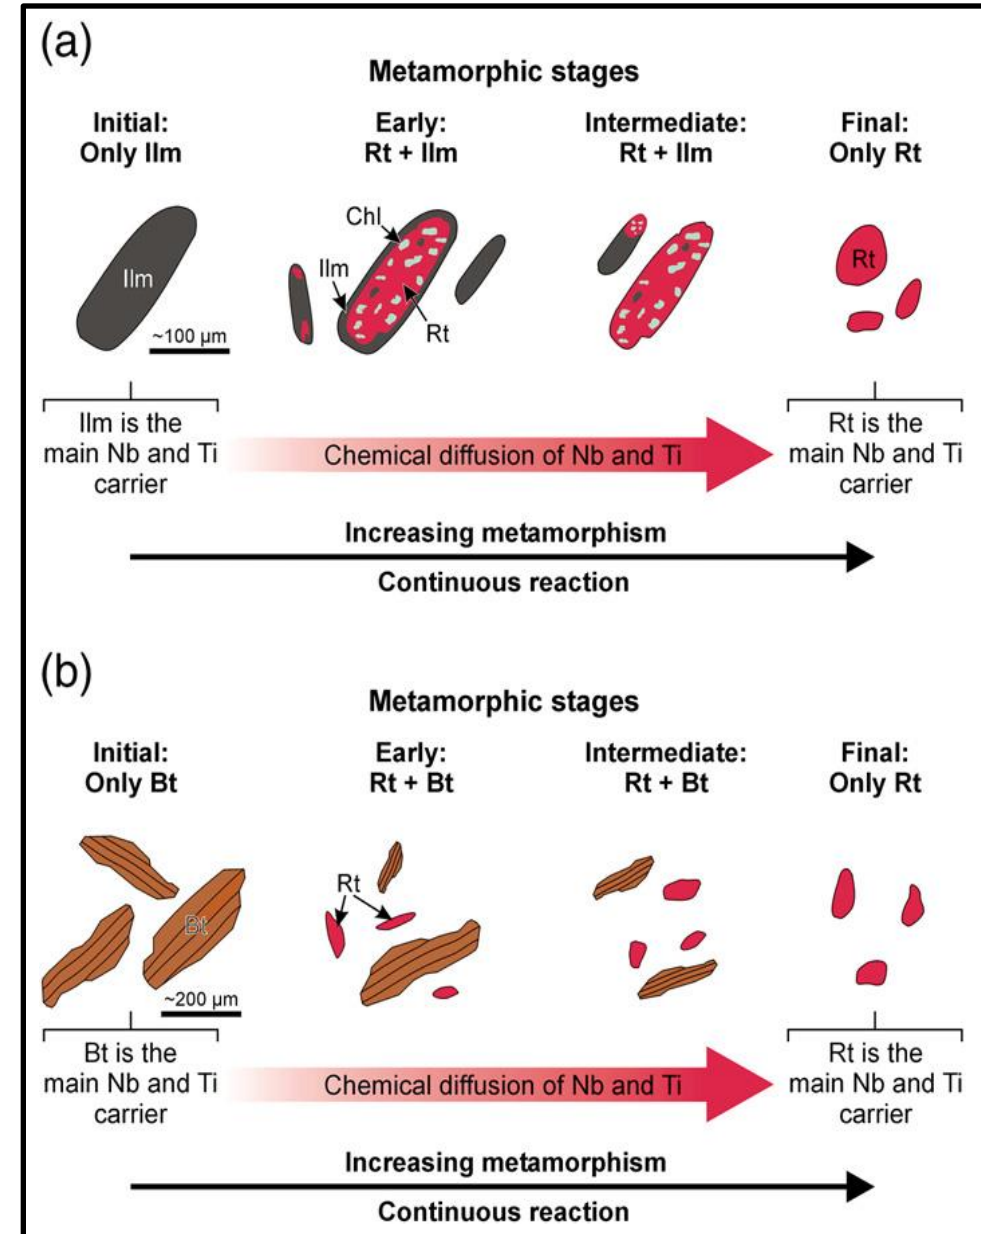 (a)
Metamorphic stages
Initial:
Only Ilm
Early:
Rt + Ilm
Intermediate:
Rt + Ilm
Final:
Only Rt
Chl
Ilm
Ilm
Rt
Rt
~100 µm
Ilm is the
main Nb and Ti
carrier
Chemical diffusion of Nb and Ti
Rt is the
main Nb and Ti
carrier
Increasing metamorphism
Continuous reaction
(b)
Metamorphic stages
Initial:
Only Bt
Early:
Rt + Bt
Intermediate:
Rt + Bt
Final:
Only Rt
Rt
Bt
~200 µm
Bt is the
main Nb and Ti
carrier
Chemical diffusion of Nb and Ti
Rt is the
main Nb and Ti
carrier
Increasing metamorphism
Continuous reaction